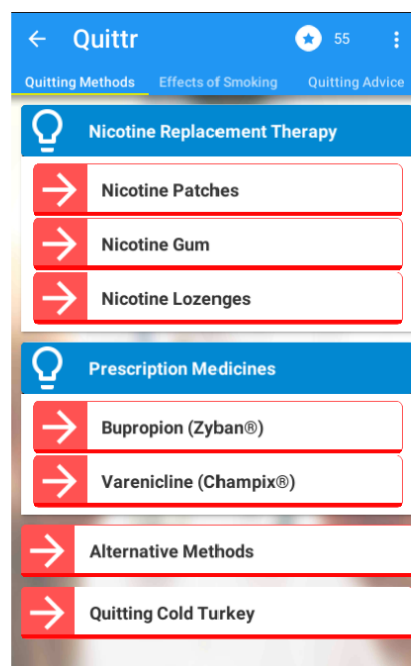 Quittr
55
Quitting Methods
Effects of Smoking
Quitting Advice
Nicotine Replacement Therapy
Nicotine Patches
Nicotine Gum
Nicotine Lozenges
Prescription Medicines
Bupropion (Zyban®)
Varenicline (Champix®)
Alternative Methods
Quitting Cold Turkey